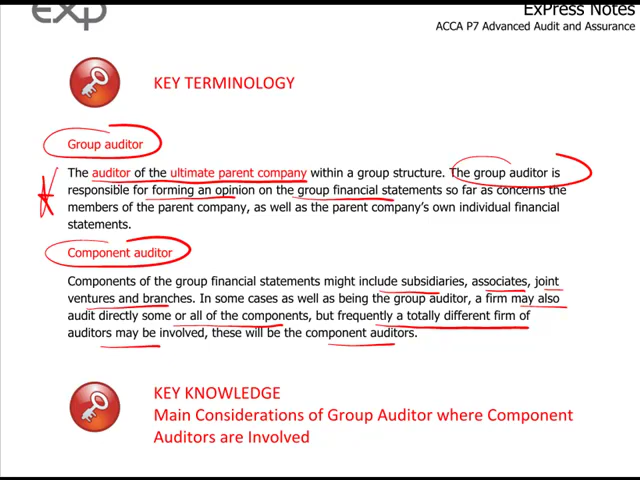 exp
ExPress Notes
ACCA P7 Advanced Audit and Assurance
KEY TERMINOLOGY
Group auditor
The auditor of the ultimate parent company within a group structure. The group auditor is
responsible for forming an opinion on the group financial statements so far as concerns the
members of the parent company, as well as the parent company's own individual financial
statements.
Component auditor
Components of the group financial statements might include subsidiaries, associates, joint
ventures and branches. In some cases as well as being the group auditor, a firm may also
audit directly some or all of the components, but frequently a totally different firm of
auditors may be involved, these will be the component auditors.
KEY KNOWLEDGE
Main Considerations of Group Auditor where Component
Auditors are Involved